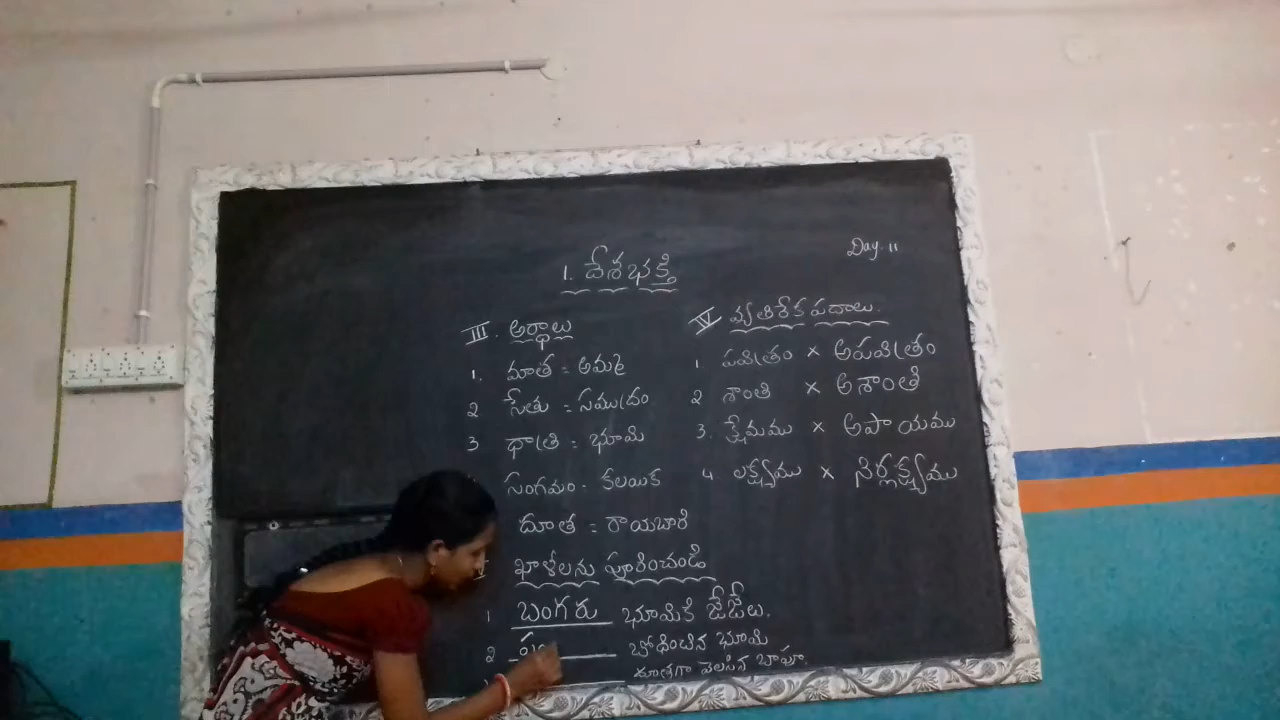 Day. 11
1. దేశభక్తి
III. అర్థాలు
1. మాత = అమ్మ
2 సేతు = సముద్రం
3 ధాత్రి = భూమి
సంగమం - కలయిక
దూత = రాయబారి
IV వ్యతిరేక పదాలు.
1 పవిత్రం × అపవిత్రం
2 శాంతి × అశాంతి
3. క్షేమము × అపాయము
4. లక్ష్యము × నిర్లక్ష్యము
ఖాళీలను పూరించండి
1 బంగరు భూమికి జేజేలు.
2 బోధించిన భూమి
దూతగా వెలసిన బాపూ.